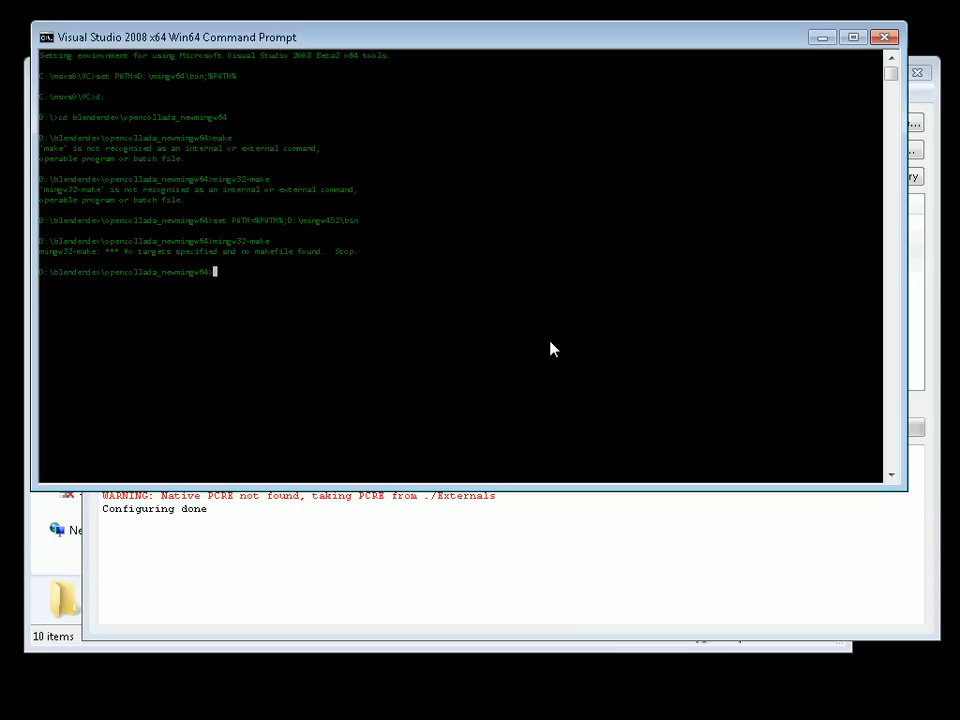 Visual Studio 2008 x64 Win64 Command Prompt
Setting environment for using Microsoft Visual Studio 2008 Beta2 x64 tools.
C:\msvs9\VC>set PATH=D:\mingw64\bin;%PATH%
C:\msvs9\VC>d:
D:\>cd blenderdev\opencollada_newmingw64
D:\blenderdev\opencollada_newmingw64>make
'make' is not recognized as an internal or external command,
operable program or batch file.
D:\blenderdev\opencollada_newmingw64>mingw32-make
'mingw32-make' is not recognized as an internal or external command,
operable program or batch file.
D:\blenderdev\opencollada_newmingw64>set PATH=%PATH%;D:\mingw452\bin
D:\blenderdev\opencollada_newmingw64>mingw32-make
mingw32-make: *** No targets specified and no makefile found.  Stop.
D:\blenderdev\opencollada_newmingw64>
...
..
ry
WARNING: Native PCRE not found, taking PCRE from ./Externals
Configuring done
Ne
10 items